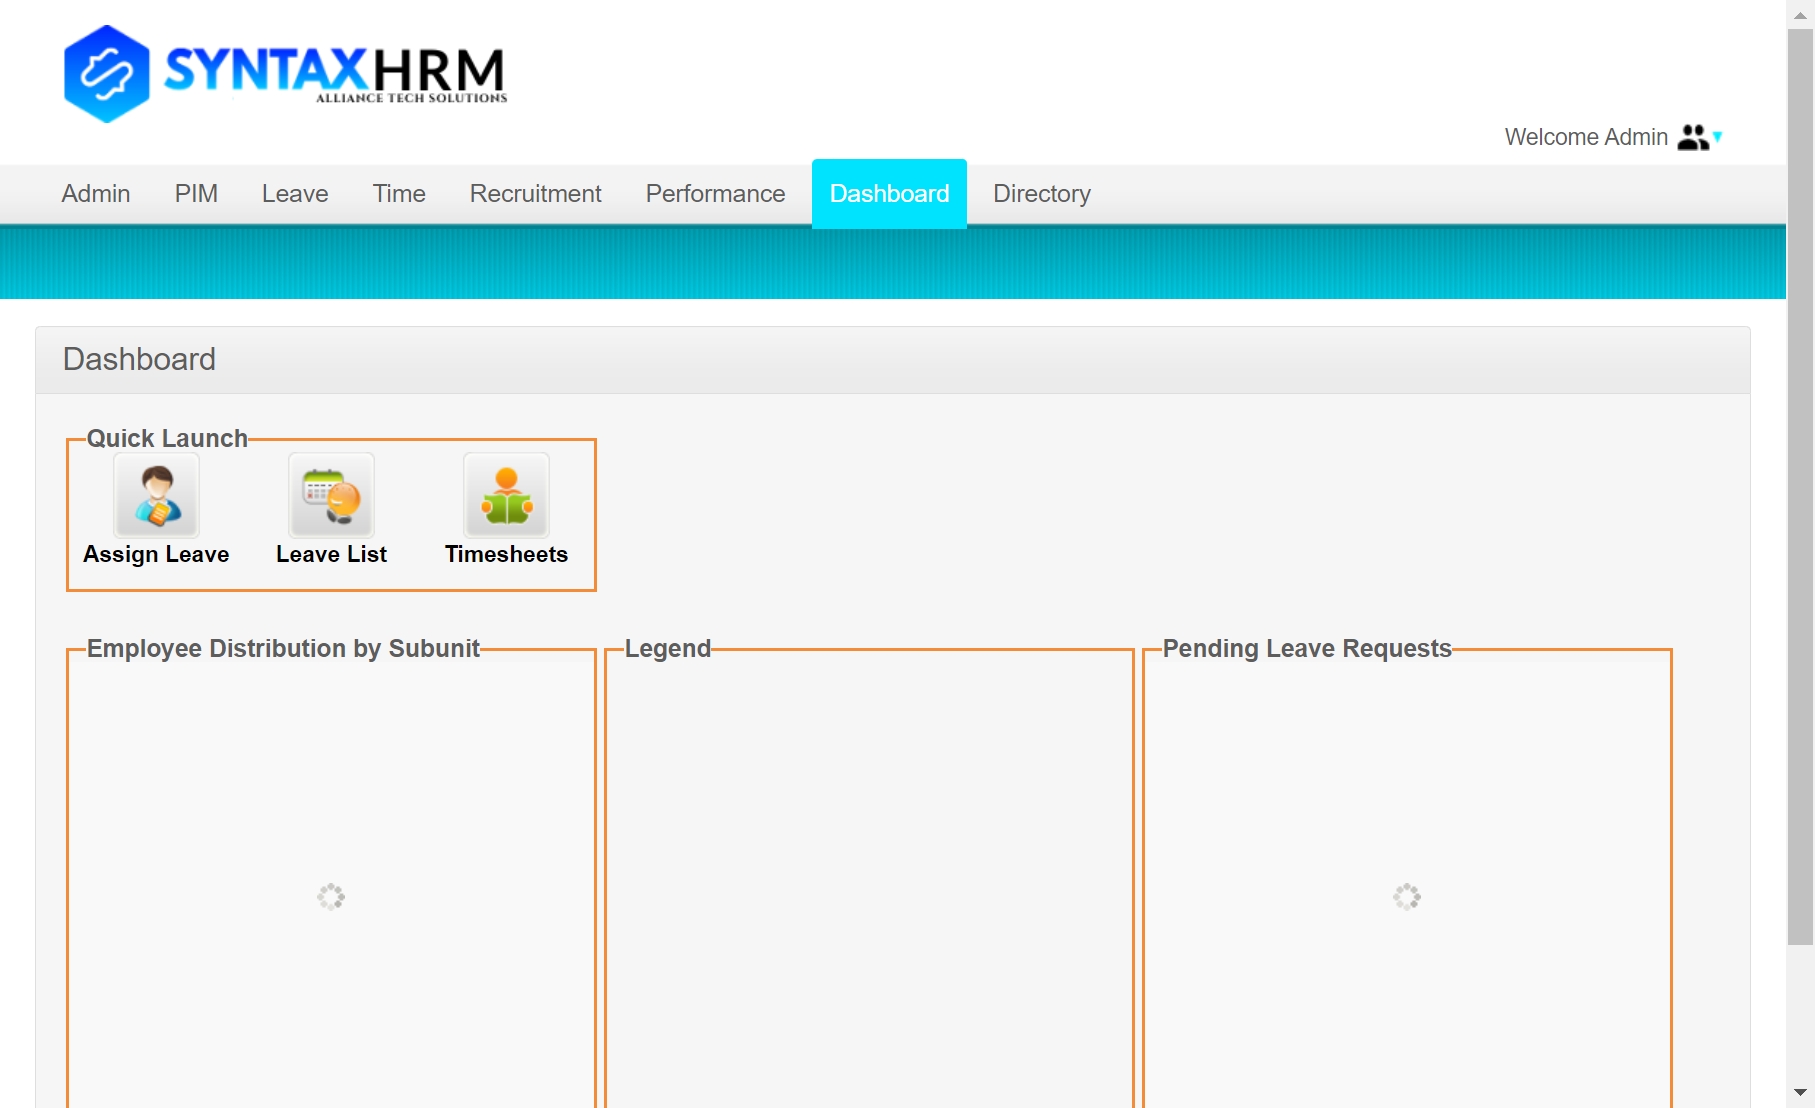 SYNTAXHRM
ALLIANCE TECH SOLUTIONS
Welcome Admin
Admin PIM Leave Time Recruitment Performance Dashboard Directory
Dashboard
Quick Launch
Assign Leave Leave List Timesheets
Employee Distribution by Subunit Legend Pending Leave Requests